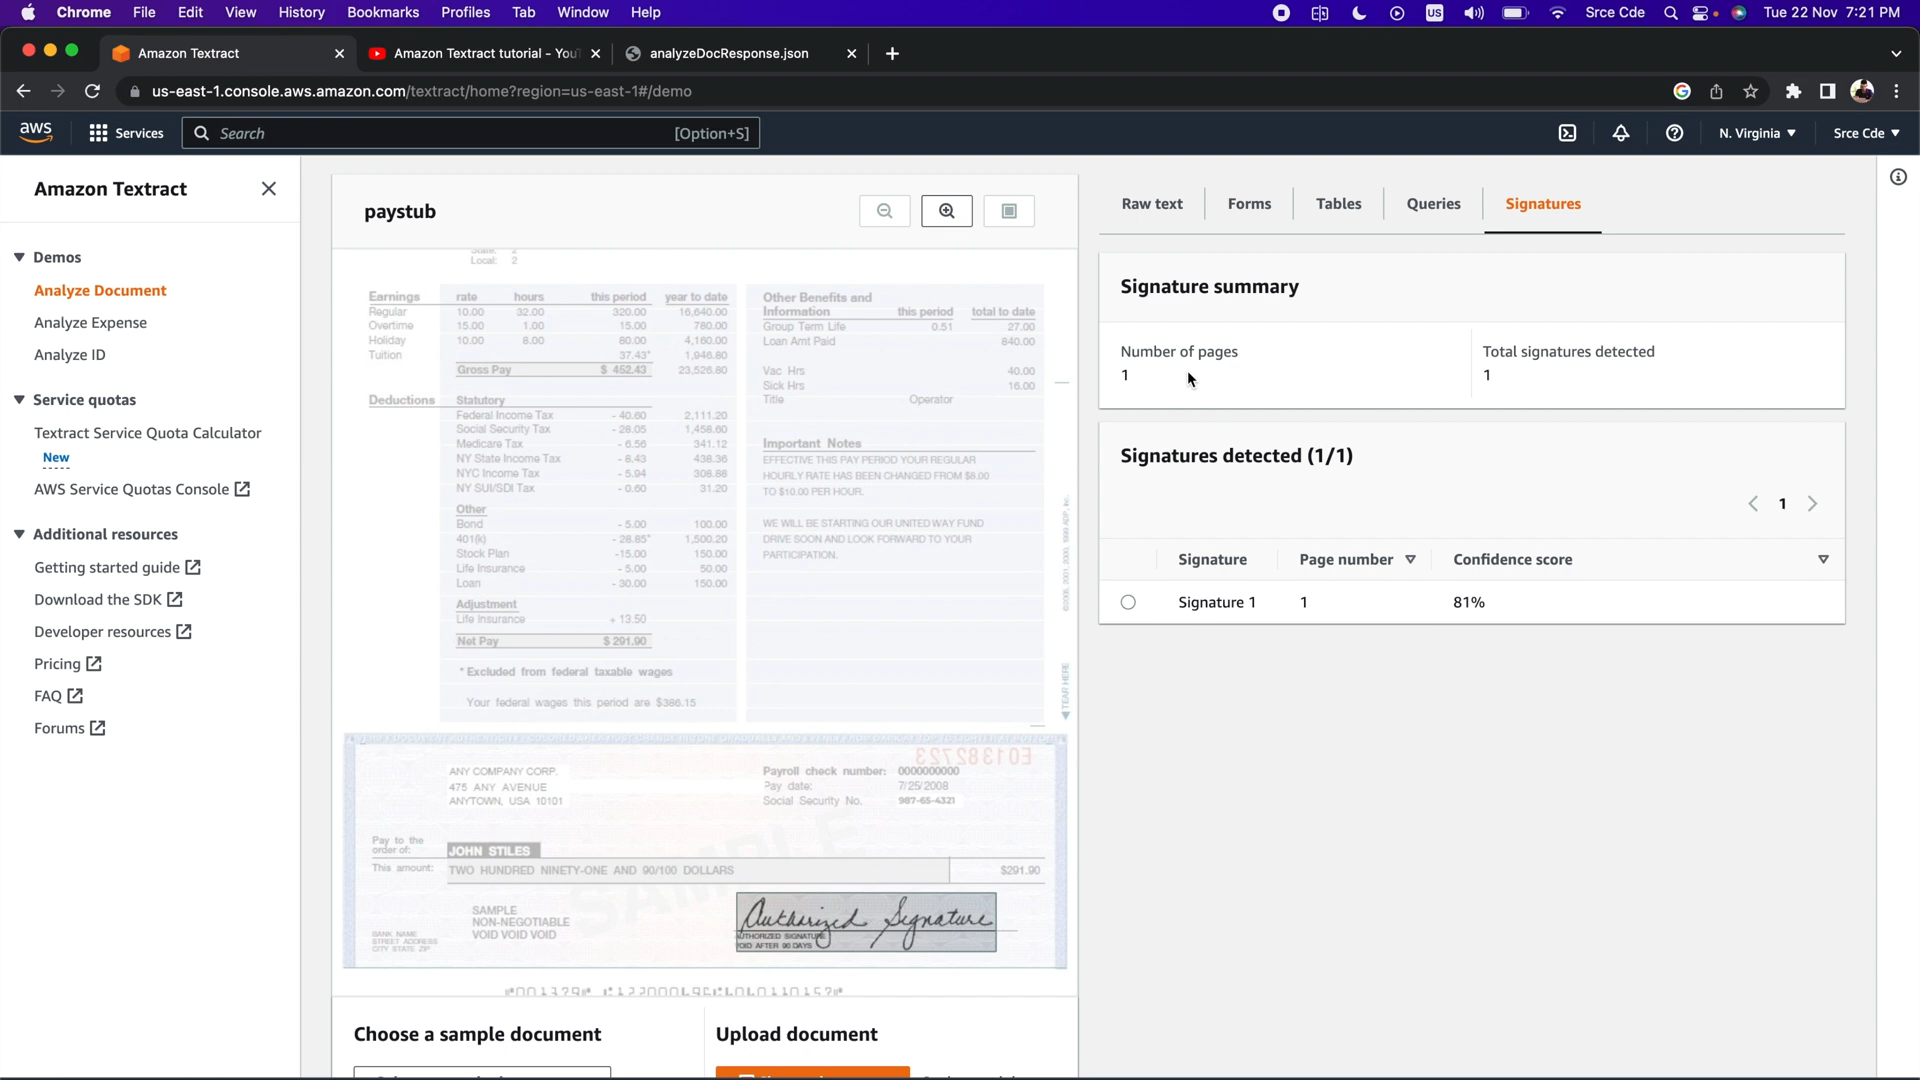 Chrome File Edit View History Bookmarks Profiles Tab Window Help US Srce Cde Tue 22 Nov 7:21 PM
Amazon Textract Amazon Textract tutorial - You analyzeDocResponse.json
us-east-1.console.aws.amazon.com/textract/home?region=us-east-1#/demo
aws Services Search [Option+S] N. Virginia Srce Cde
Amazon Textract
Demos
Analyze Document
Analyze Expense
Analyze ID
Service quotas
Textract Service Quota Calculator
New
AWS Service Quotas Console
Additional resources
Getting started guide
Download the SDK
Developer resources
Pricing
FAQ
Forums
paystub
Local: 2
Earnings rate hours this period year to date
Regular 10.00 32.00 320.00 16,640.00
Overtime 15.00 1.00 15.00 780.00
Holiday 10.00 8.00 80.00 4,160.00
Tuition 37.43* 1,946.80
Gross Pay $ 452.43 23,526.80
Deductions Statutory
Federal Income Tax - 40.60 2,111.20
Social Security Tax - 28.05 1,458.60
Medicare Tax - 6.56 341.12
NY State Income Tax - 8.43 438.36
NYC Income Tax - 5.94 308.88
NY SUI/SDI Tax - 0.60 31.20
Other
Bond - 5.00 100.00
401(k) - 28.85* 1,500.20
Stock Plan -15.00 150.00
Life Insurance - 5.00 50.00
Loan - 30.00 150.00
Adjustment
Life Insurance + 13.50
Net Pay $ 291.90
* Excluded from federal taxable wages
Your federal wages this period are $386.15
Other Benefits and
Information this period total to date
Group Term Life 0.51 27.00
Loan Amt Paid 840.00
Vac Hrs 40.00
Sick Hrs 16.00
Title Operator
Important Notes
EFFECTIVE THIS PAY PERIOD YOUR REGULAR
HOURLY RATE HAS BEEN CHANGED FROM $8.00
TO $10.00 PER HOUR.
WE WILL BE STARTING OUR UNITED WAY FUND
DRIVE SOON AND LOOK FORWARD TO YOUR
PARTICIPATION.
TEAR HERE
E01382723
ANY COMPANY CORP.
475 ANY AVENUE
ANYTOWN, USA 10101
Payroll check number: 0000000000
Pay date: 7/25/2008
Social Security No. 987-65-4321
Pay to the
order of: JOHN STILES
This amount: TWO HUNDRED NINETY-ONE AND 90/100 DOLLARS $291.90
SAMPLE
SAMPLE
NON-NEGOTIABLE
VOID VOID VOID
BANK NAME
STREET ADDRESS
CITY STATE ZIP
Authorized Signature
AUTHORIZED SIGNATURE
VOID AFTER 90 DAYS
Choose a sample document
Upload document
Raw text Forms Tables Queries Signatures
Signature summary
Number of pages
1
Total signatures detected
1
Signatures detected (1/1)
1
Signature Page number Confidence score
Signature 1 1 81%